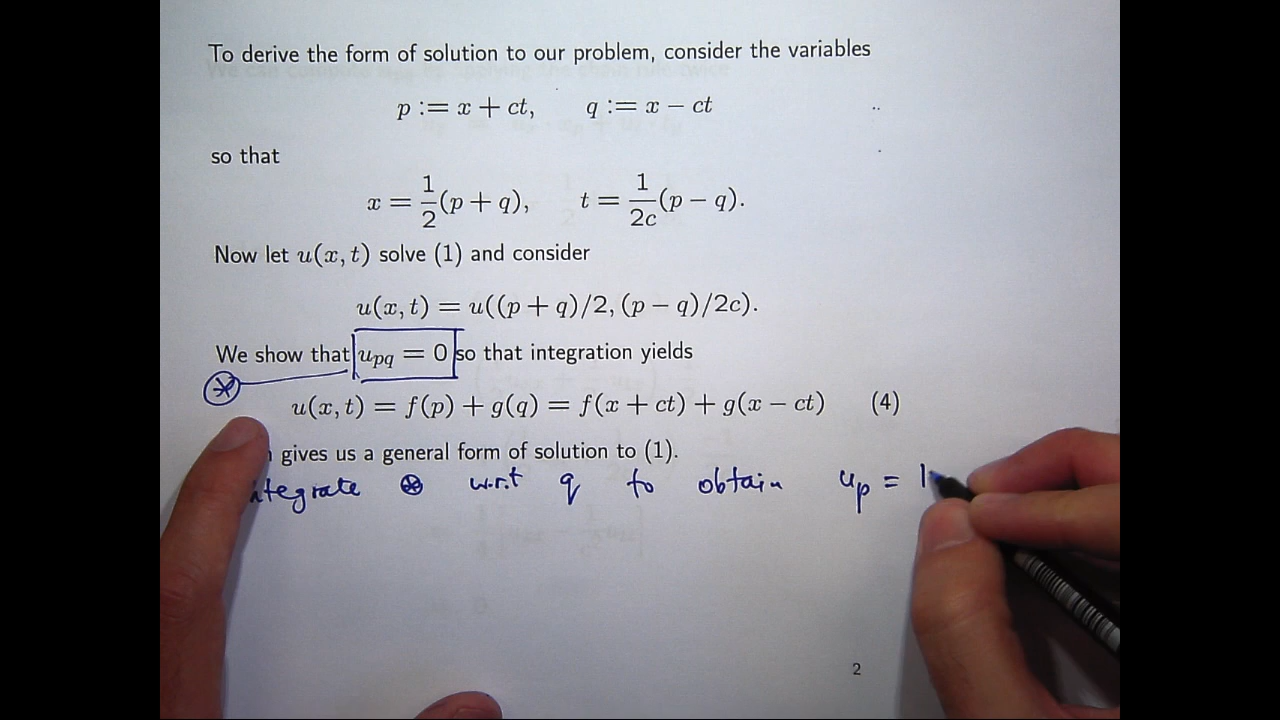 To derive the form of solution to our problem, consider the variables
p := x + ct, q := x − ct
so that
x = 1/2 (p + q), t = 1/2c (p − q).
Now let u(x, t) solve (1) and consider
u(x, t) = u((p + q)/2, (p − q)/2c).
We show that u_pq = 0 so that integration yields
u(x, t) = f(p) + g(q) = f(x + ct) + g(x − ct) (4)
gives us a general form of solution to (1).
ntegrate ⊛ w.r.t q to obtain u_p =
2